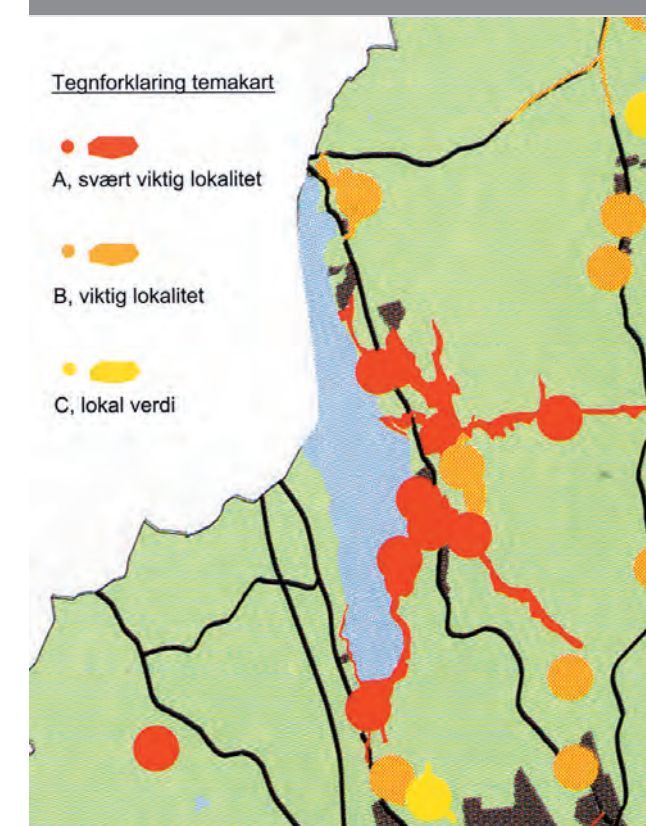 Tegnforklaring temakart
A, svært viktig lokalitet
B, viktig lokalitet
C, lokal verdi